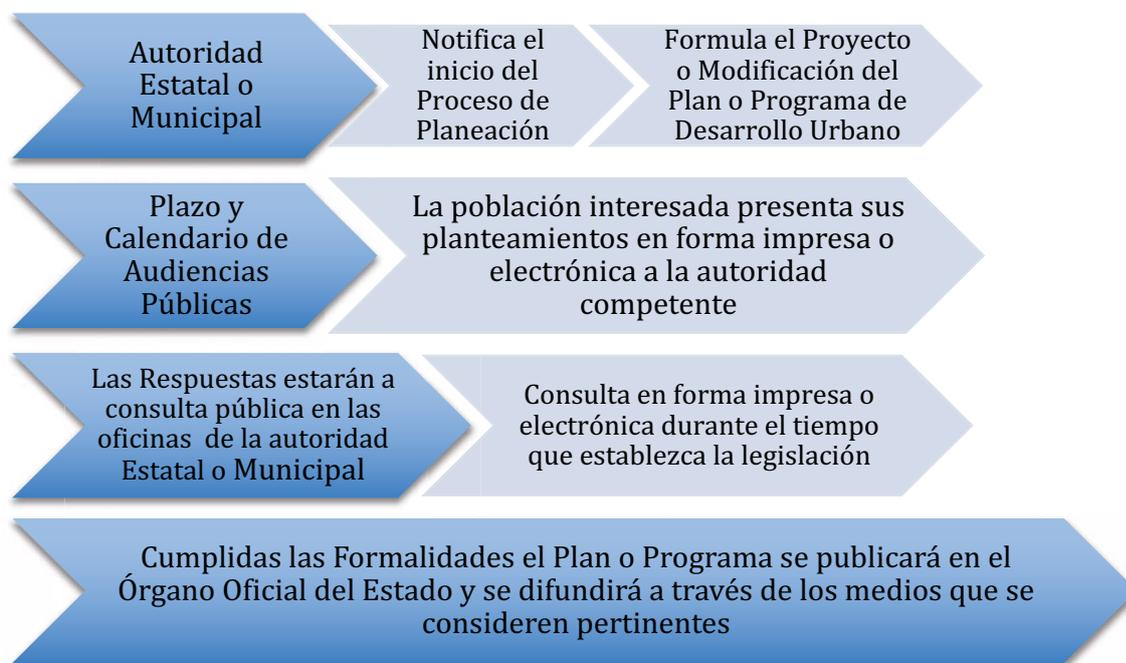 Autoridad
Estatal o
Municipal
Notifica el
inicio del
Proceso de
Planeación
Formula el Proyecto
o Modificación del
Plan o Programa de
Desarrollo Urbano
Plazo y
Calendario de
Audiencias
Públicas
La población interesada presenta sus
planteamientos en forma impresa o
electrónica a la autoridad
competente
Las Respuestas estarán a
consulta pública en las
oficinas de la autoridad
Estatal o Municipal
Consulta en forma impresa o
electrónica durante el tiempo
que establezca la legislación
Cumplidas las Formalidades el Plan o Programa se publicará en el
Órgano Oficial del Estado y se difundirá a través de los medios que se
consideren pertinentes